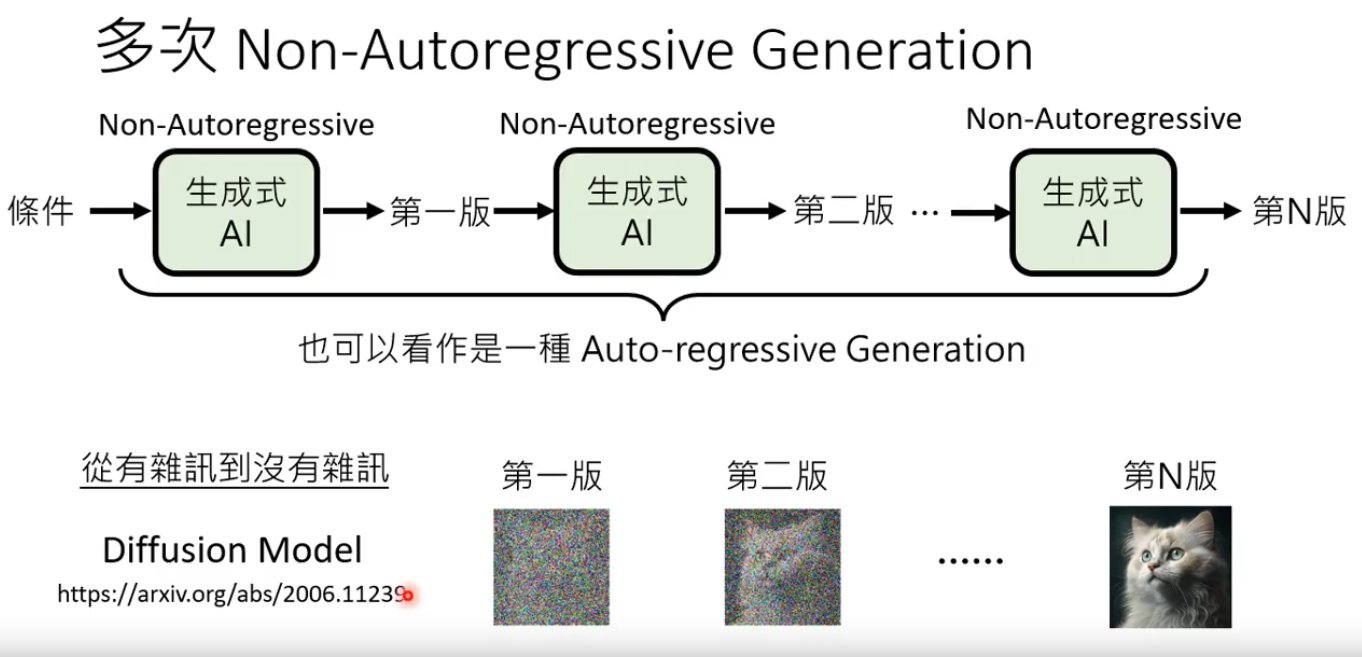 多次 Non-Autoregressive Generation
Non-Autoregressive
Non-Autoregressive
Non-Autoregressive
條件
生成式
AI
第一版
生成式
AI
第二版
...
生成式
AI
第N版
也可以看作是一種 Auto-regressive Generation
從有雜訊到沒有雜訊
第一版
第二版
第N版
Diffusion Model
......
https://arxiv.org/abs/2006.11239